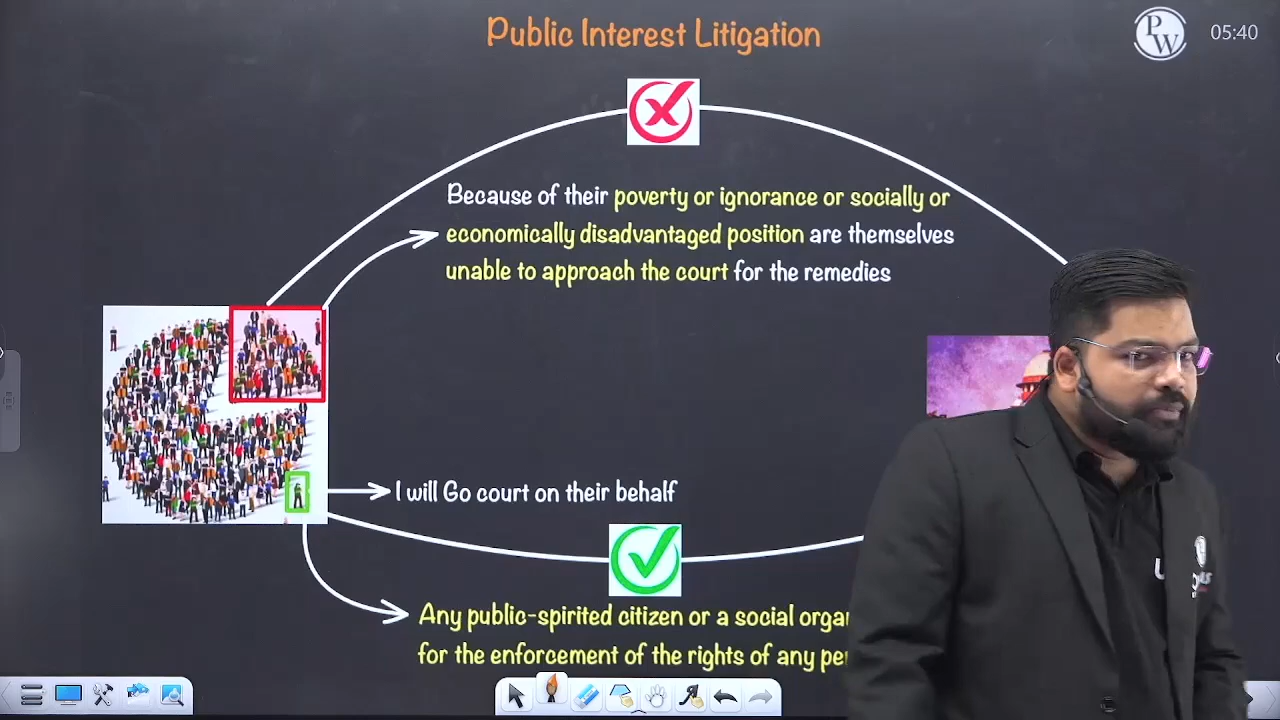 Public Interest Litigation
P
W
05:40
Because of their poverty or ignorance or socially or
economically disadvantaged position are themselves
unable to approach the court for the remedies
I will Go court on their behalf
Any public-spirited citizen or a social
for the enforcement of the rights of any